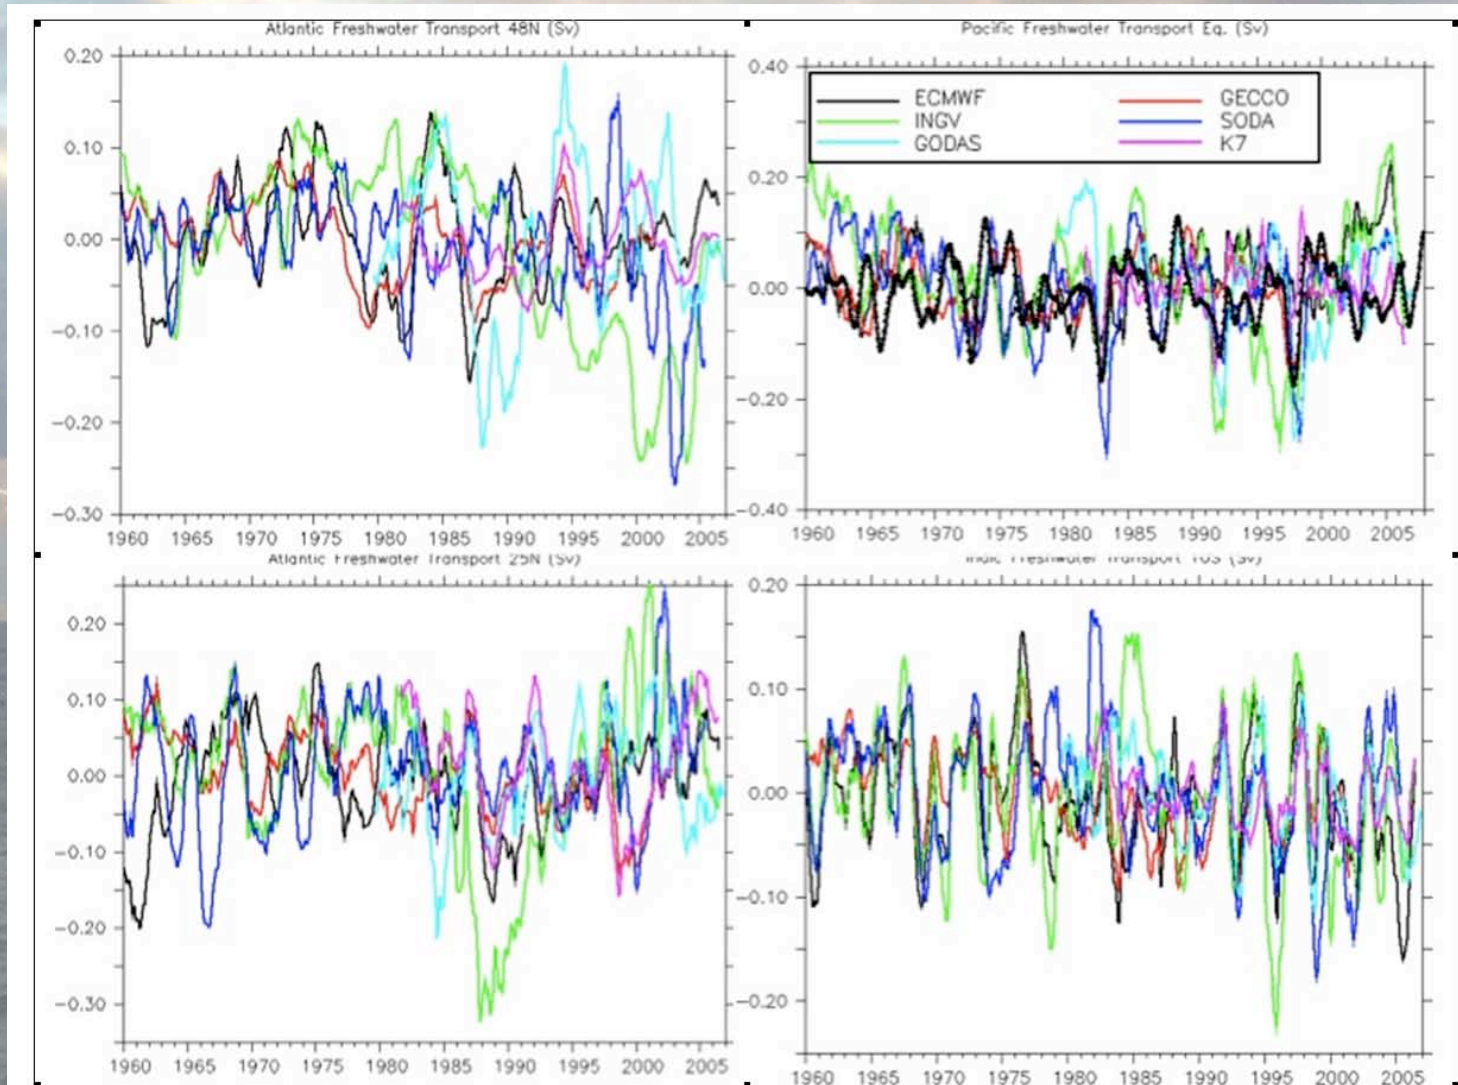 Atlantic Freshwater Transport 48N (Sv)
0.20
0.10
0.00
−0.10
−0.20
−0.30
1960 1965 1970 1975 1980 1985 1990 1995 2000 2005
Pacific Freshwater Transport Eq. (Sv)
0.40
0.20
0.00
−0.20
−0.40
ECMWF
INGV
GODAS
GECCO
SODA
K7
1960 1965 1970 1975 1980 1985 1990 1995 2000 2005
Atlantic Freshwater Transport 25N (Sv)
0.20
0.10
0.00
−0.10
−0.20
−0.30
1960 1965 1970 1975 1980 1985 1990 1995 2000 2005
Indic Freshwater Transport 10S (Sv)
0.20
0.10
0.00
−0.10
−0.20
1960 1965 1970 1975 1980 1985 1990 1995 2000 2005